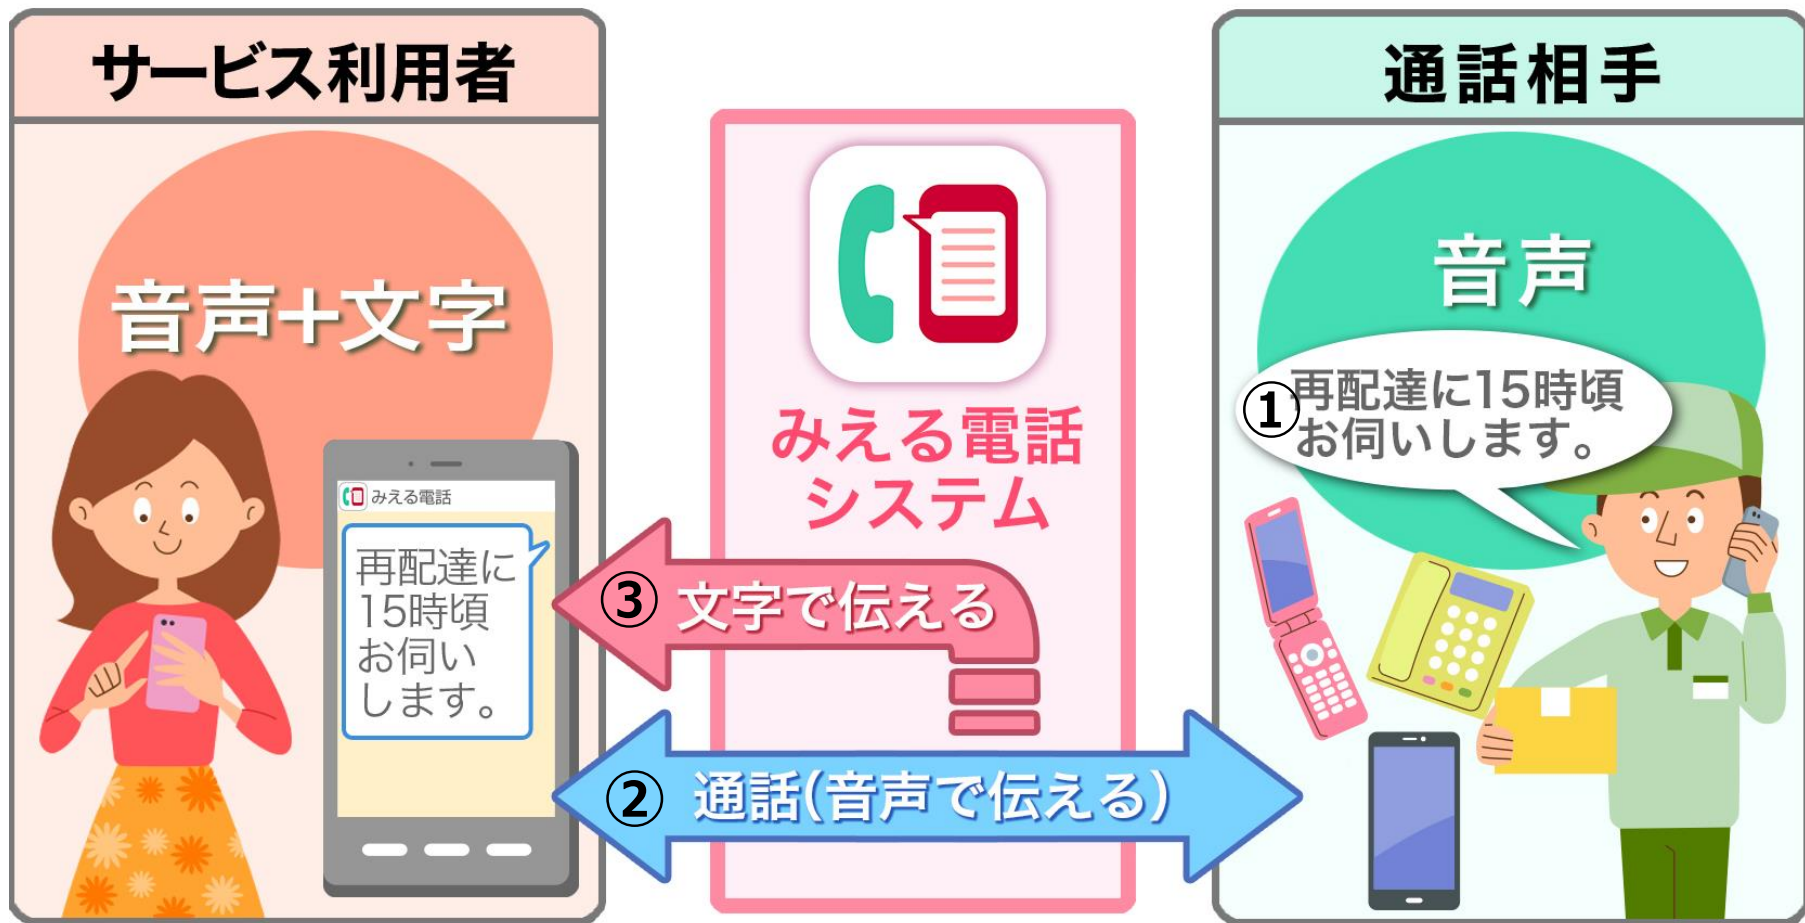 サービス利用者
音声+文字
みえる電話
再配達に
15時頃
お伺い
します。
みえる電話
システム
③ 文字で伝える
② 通話(音声で伝える)
通話相手
音声
①再配達に15時頃
お伺いします。